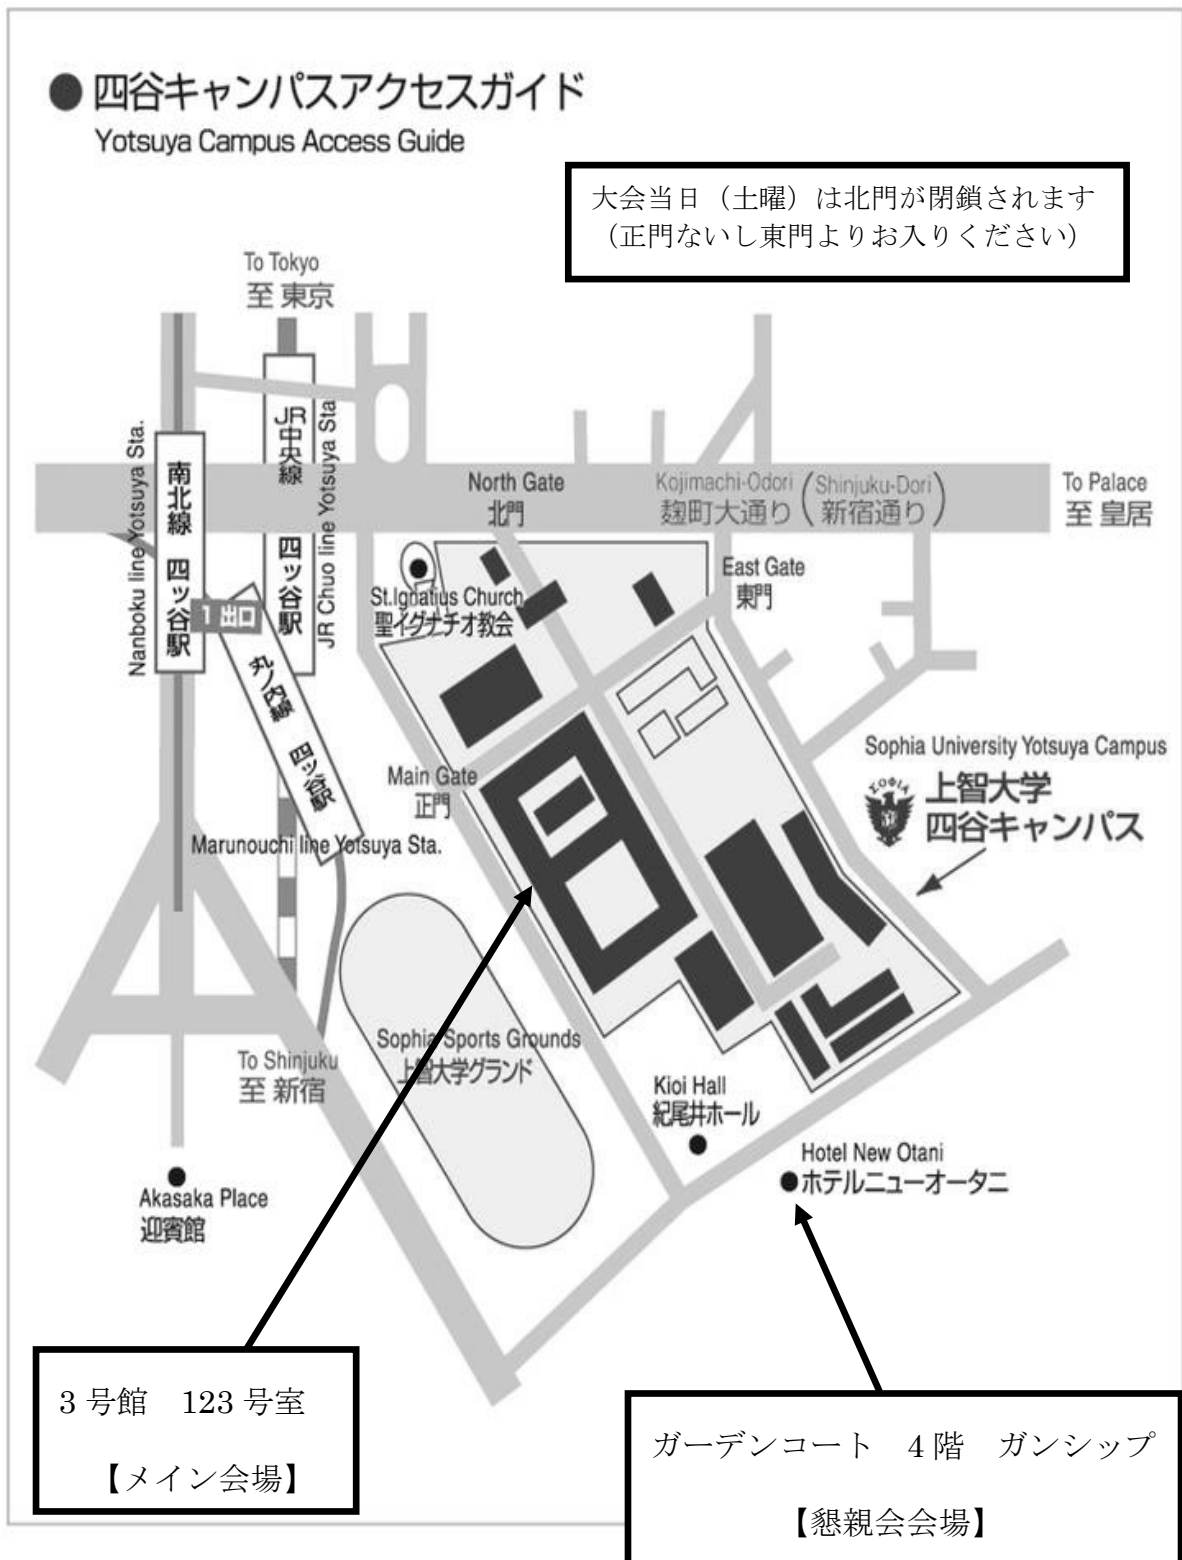 ● 四谷キャンパスアクセスガイド
Yotsuya Campus Access Guide
大会当日（土曜）は北門が閉鎖されます
（正門ないし東門よりお入りください）
To Tokyo
至 東京
Nanboku line Yotsuya Sta.
南北線 四ッ谷駅
JR中央線 四ッ谷駅
JR Chuo line Yotsuya Sta
North Gate
北門
Kojimachi-Odori
麹町大通り
(Shinjuku-Dori)
(新宿通り)
To Palace
至 皇居
St.Ignatius Church
聖イグナチオ教会
East Gate
東門
1出口
丸ノ内線 四ッ谷駅
Marunouchi line Yotsuya Sta.
Main Gate
正門
Sophia University Yotsuya Campus
ΣΟΦΙΑ
上智大学
四谷キャンパス
Sophia Sports Grounds
上智大学グランド
To Shinjuku
至 新宿
Kioi Hall
紀尾井ホール
Hotel New Otani
ホテルニューオータニ
Akasaka Place
迎賓館
3 号館　123 号室
【メイン会場】
ガーデンコート　4 階　ガンシップ
【懇親会会場】